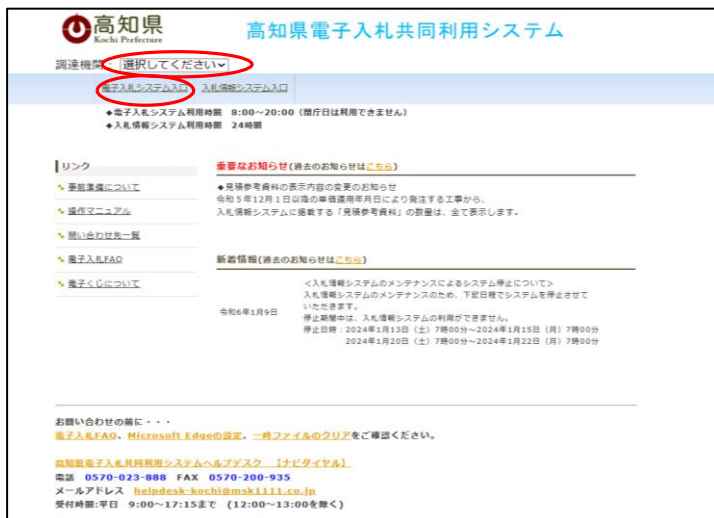 高知県
Kochi Prefecture
高知県電子入札共同利用システム
調達機関： 選択してください
電子入札システム入口 入札情報システム入口
◆電子入札システム利用時間 8:00～20:00（閉庁日は利用できません）
◆入札情報システム利用時間 24時間
リンク
事前準備について
操作マニュアル
問い合わせ先一覧
電子入札FAQ
電子くじについて
重要なお知らせ(過去のお知らせはこちら)
◆見積参考資料の表示内容の変更のお知らせ
令和５年12月１日以降の単価適用年月日により発注する工事から、
入札情報システムに掲載する「見積参考資料」の数量は、全て表示します。
新着情報(過去のお知らせはこちら)
令和6年1月9日
＜入札情報システムのメンテナンスによるシステム停止について＞
入札情報システムのメンテナンスのため、下記日程でシステムを停止させて
いただきます。
停止期間中は、入札情報システムの利用ができません。
停止日時：2024年1月13日（土）7時00分～2024年1月15日（月）7時00分
2024年1月20日（土）7時00分～2024年1月22日（月）7時00分
お問い合わせの前に・・・
電子入札FAQ、Microsoft Edgeの設定、一時ファイルのクリアをご確認ください。
高知県電子入札共同利用システムヘルプデスク 【ナビダイヤル】
電話 0570-023-888 FAX 0570-200-935
メールアドレス helpdesk-kochi@msk1111.co.jp
受付時間:平日 9:00～17:15まで (12:00～13:00を除く)